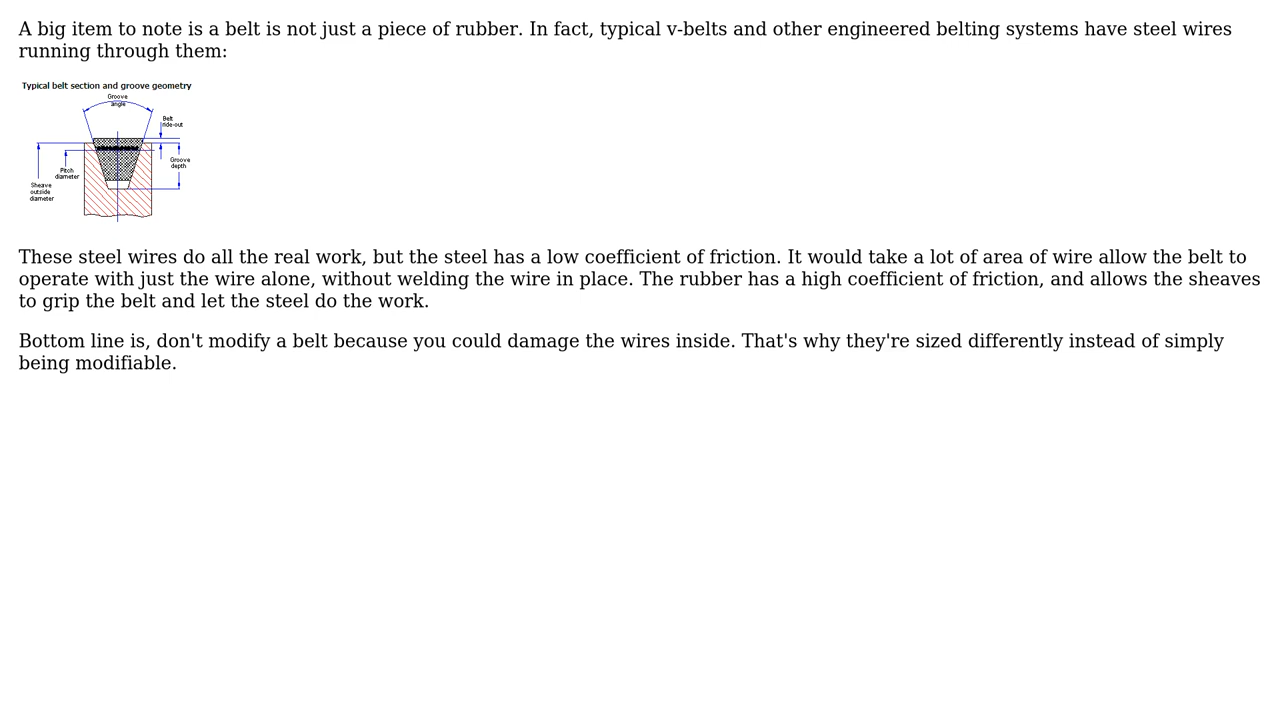 A big item to note is a belt is not just a piece of rubber. In fact, typical v-belts and other engineered belting systems have steel wires
running through them:
Typical belt section and groove geometry
Groove
angle
Belt
ride-out
Groove
depth
Pitch
diameter
Sheave
outside
diameter
These steel wires do all the real work, but the steel has a low coefficient of friction. It would take a lot of area of wire allow the belt to
operate with just the wire alone, without welding the wire in place. The rubber has a high coefficient of friction, and allows the sheaves
to grip the belt and let the steel do the work.
Bottom line is, don't modify a belt because you could damage the wires inside. That's why they're sized differently instead of simply
being modifiable.